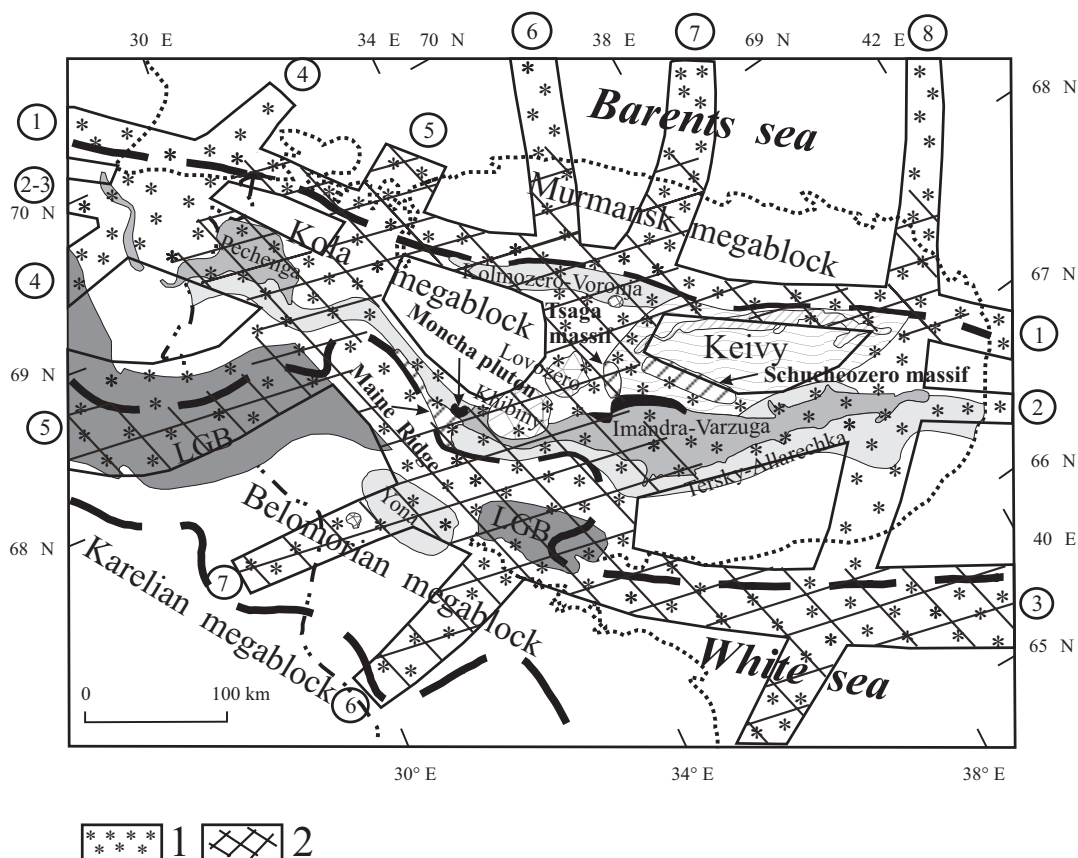 30 E
34 E
70 N
6
38 E
7
69 N
42 E
8
4
68 N
1
5
Barents sea
2-3
70 N
Murmansk megablock
Kola megablock
Pechenga
Kolmozero-Voronja
67 N
4
Tsaga massif
Moncha pluton
Lovozero
Keivy
1
69 N
Schucheozero massif
Khibiny
Maine Ridge
2
5
LGB
Imandra-Varzuga
Tersky-Allarechka
66 N
Belomorian megablock
Yona
LGB
68 N
40 E
Karelian megablock
7
3
65 N
White sea
0
100 km
6
30° E
34° E
38° E
1
2